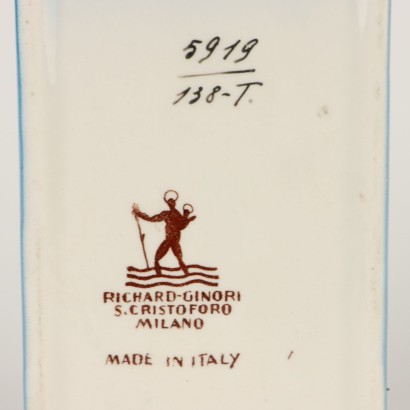 5919
138-T.
RICHARD-GINORI
S.CRISTOFORO
MILANO
MADE IN ITALY